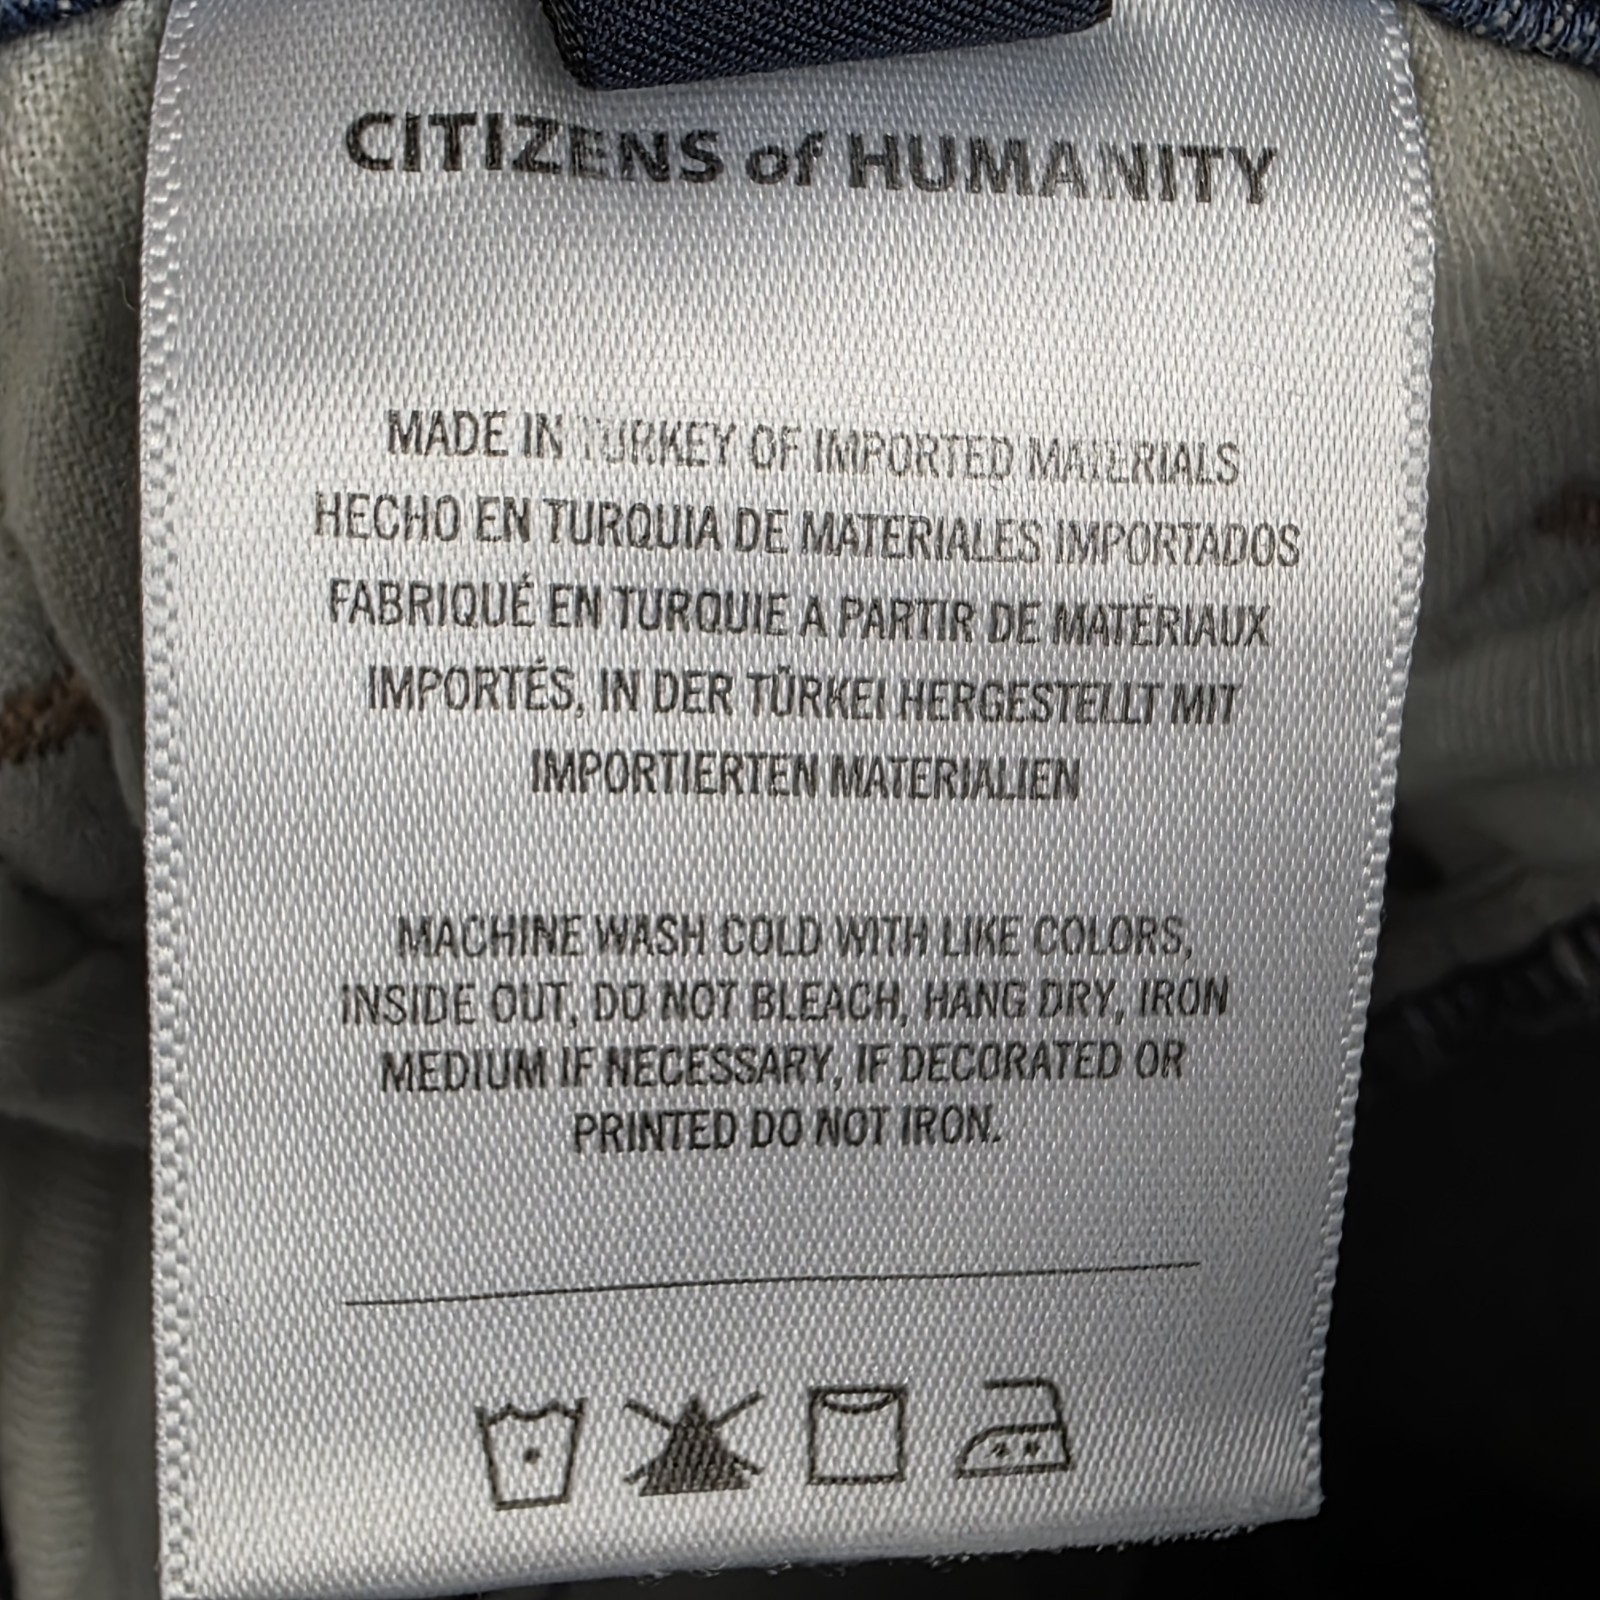 CITIZENS of HUMANITY
MADE IN TURKEY OF IMPORTED MATERIALS
HECHO EN TURQUIA DE MATERIALES IMPORTADOS
FABRIQUÉ EN TURQUIE A PARTIR DE MATÉRIAUX
IMPORTÉS, IN DER TÜRKEI HERGESTELLT MIT
IMPORTIERTEN MATERIALIEN
MACHINE WASH COLD WITH LIKE COLORS,
INSIDE OUT, DO NOT BLEACH, HANG DRY, IRON
MEDIUM IF NECESSARY, IF DECORATED OR
PRINTED DO NOT IRON.